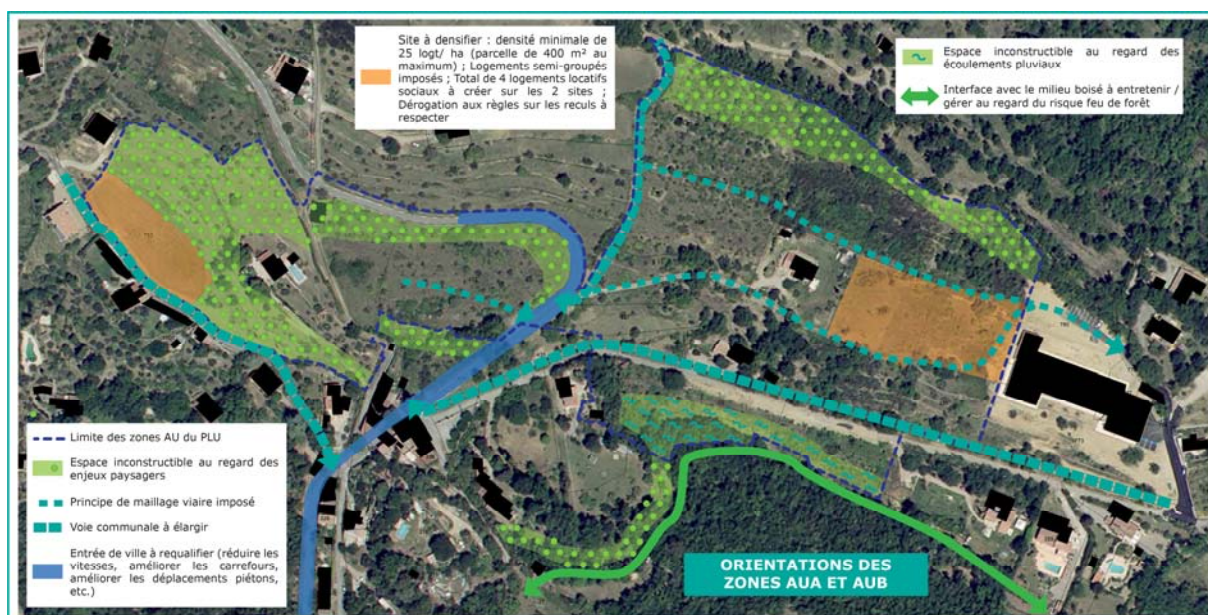 Site à densifier : densité minimale de
25 logt/ ha (parcelle de 400 m² au
maximum) ; Logements semi-groupés
imposés ; Total de 4 logements locatifs
sociaux à créer sur les 2 sites ;
Dérogation aux règles sur les reculs à
respecter
Espace inconstructible au regard des
écoulements pluviaux
Interface avec le milieu boisé à entretenir /
gérer au regard du risque feu de forêt
Limite des zones AU du PLU
Espace inconstructible au regard des
enjeux paysagers
Principe de maillage viaire imposé
Voie communale à élargir
Entrée de ville à requalifier (réduire les
vitesses, améliorer les carrefours,
améliorer les déplacements piétons,
etc.)
ORIENTATIONS DES
ZONES AUA ET AUB